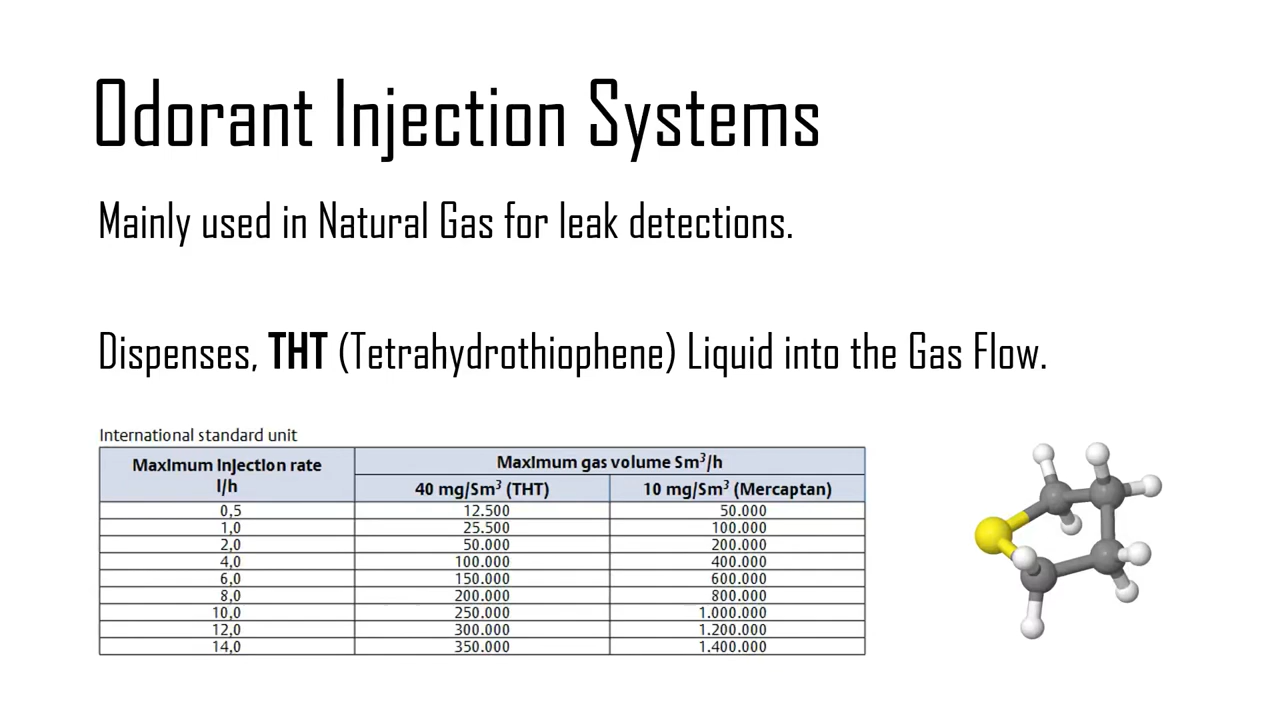 Odorant Injection Systems
Mainly used in Natural Gas for leak detections.
Dispenses, THT (Tetrahydrothiophene) Liquid into the Gas Flow.
International standard unit
Maximum injection rate l/h Maximum gas volume Sm³/h
40 mg/Sm³ (THT) 10 mg/Sm³ (Mercaptan)
0,5 12.500 50.000
1,0 25.500 100.000
2,0 50.000 200.000
4,0 100.000 400.000
6,0 150.000 600.000
8,0 200.000 800.000
10,0 250.000 1.000.000
12,0 300.000 1.200.000
14,0 350.000 1.400.000